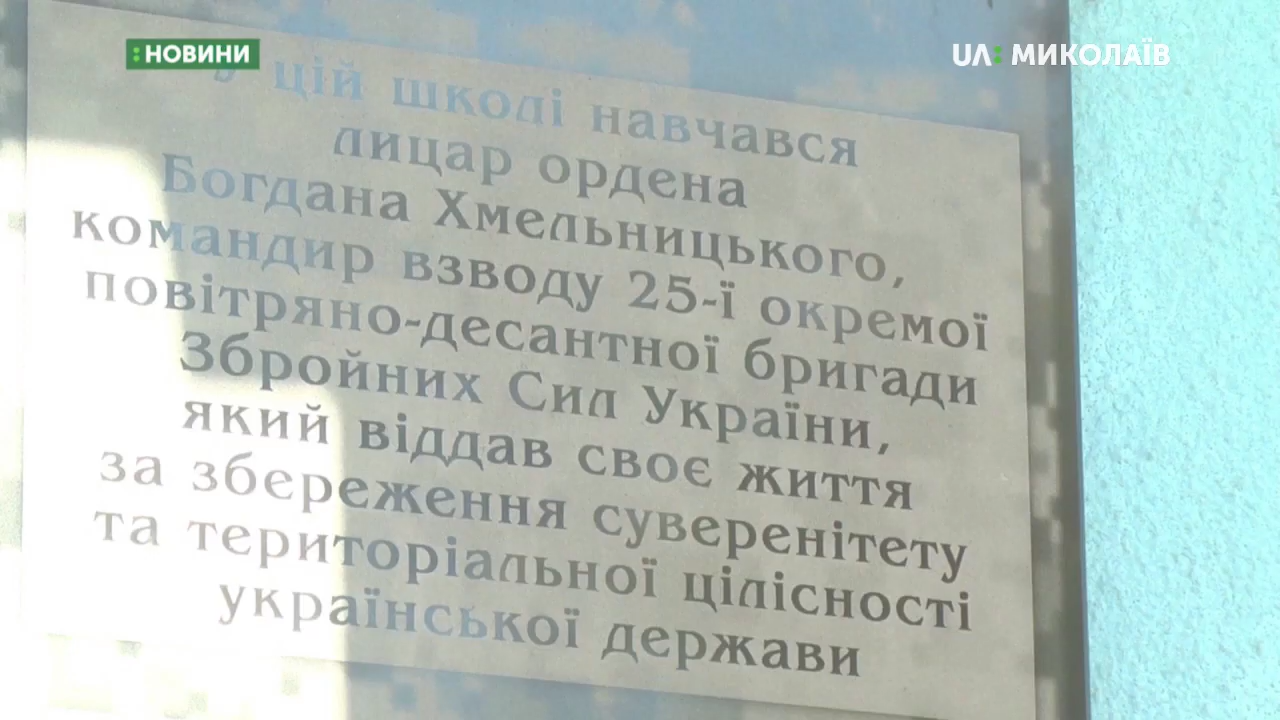 :НОВИНИ
UA: МИКОЛАЇВ
У цій школі навчався
лицар ордена
Богдана Хмельницького,
командир взводу 25-ї окремої
повітряно-десантної бригади
Збройних Сил України,
який віддав своє життя
за збереження суверенітету
та територіальної цілісності
української держави